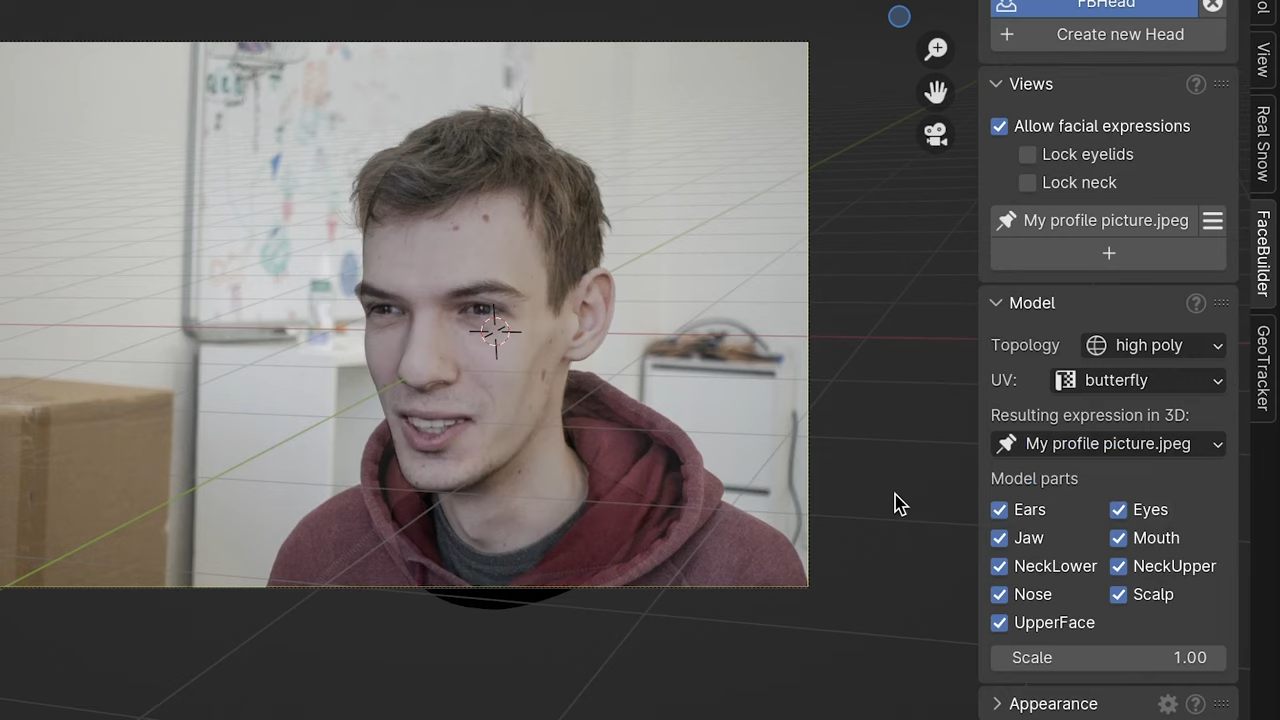 FBHead
Create new Head
Views
Allow facial expressions
Lock eyelids
Lock neck
My profile picture.jpeg
Model
Topology high poly
UV: butterfly
Resulting expression in 3D:
My profile picture.jpeg
Model parts
Ears Eyes
Jaw Mouth
NeckLower NeckUpper
Nose Scalp
UpperFace
Scale 1.00
Appearance
View
Real Snow
FaceBuilder
GeoTracker